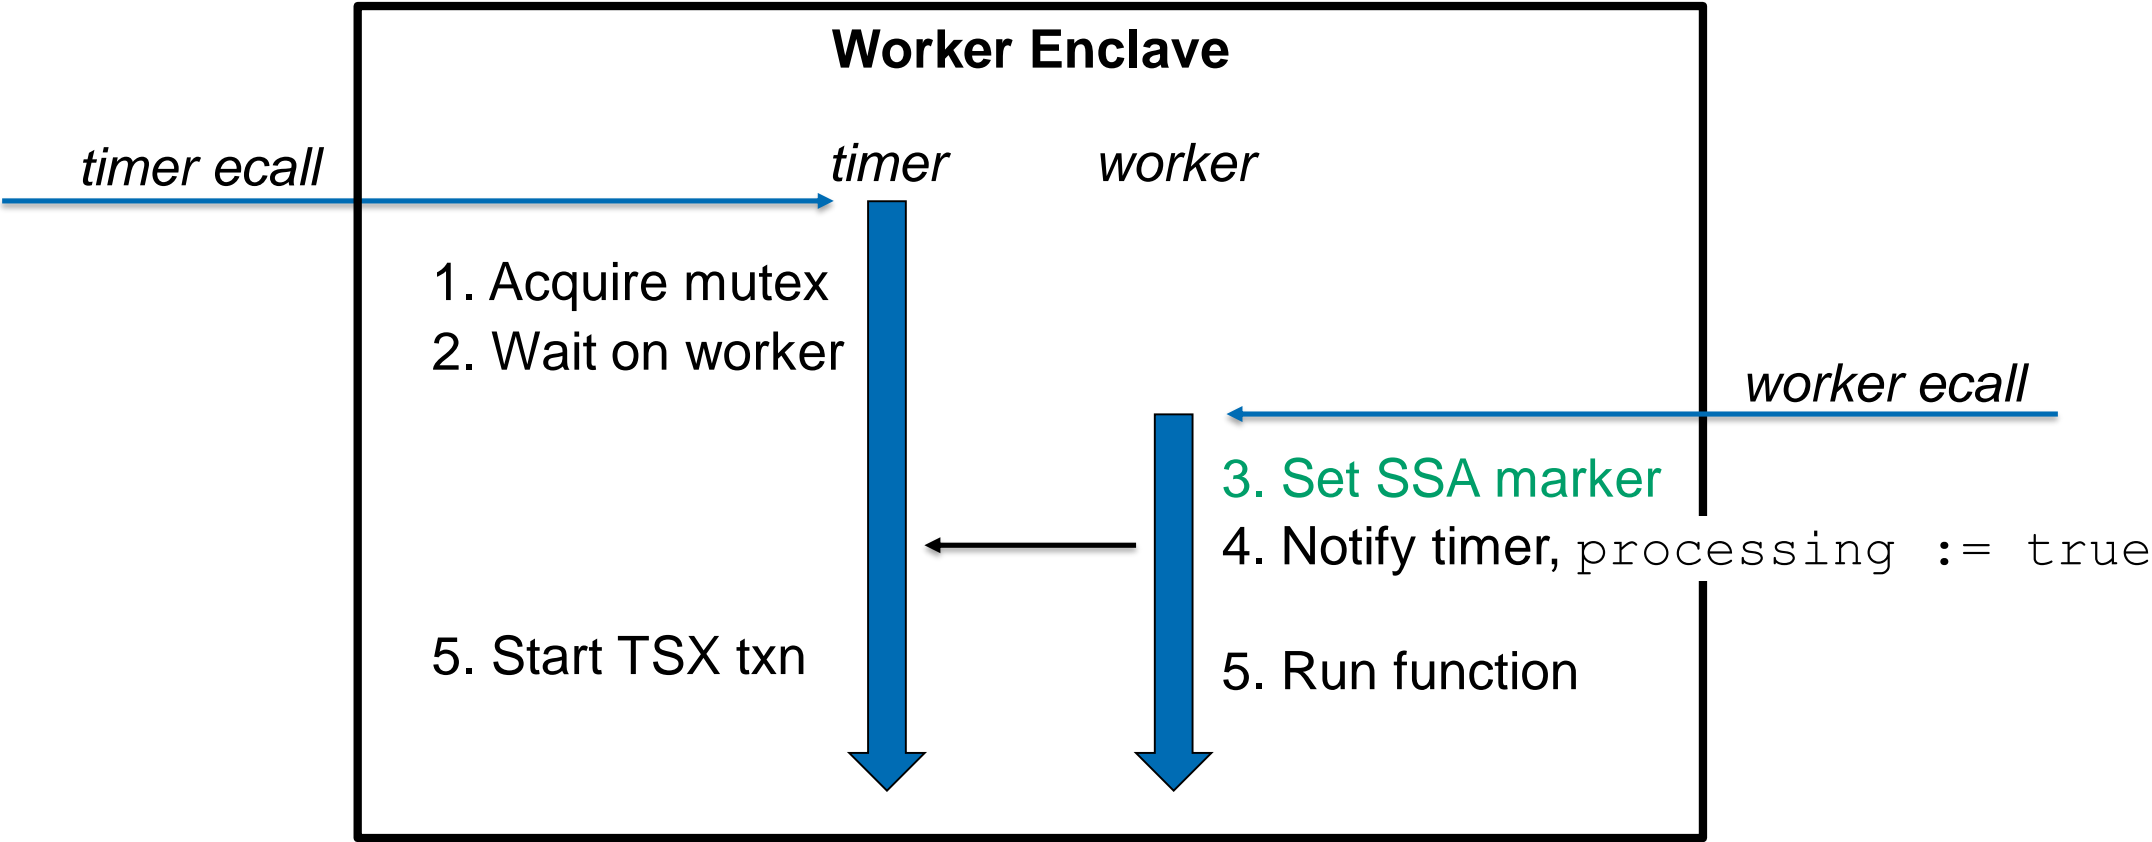 Worker Enclave
timer ecall
timer
worker
1. Acquire mutex
2. Wait on worker
worker ecall
3. Set SSA marker
4. Notify timer, processing := true
5. Start TSX txn
5. Run function